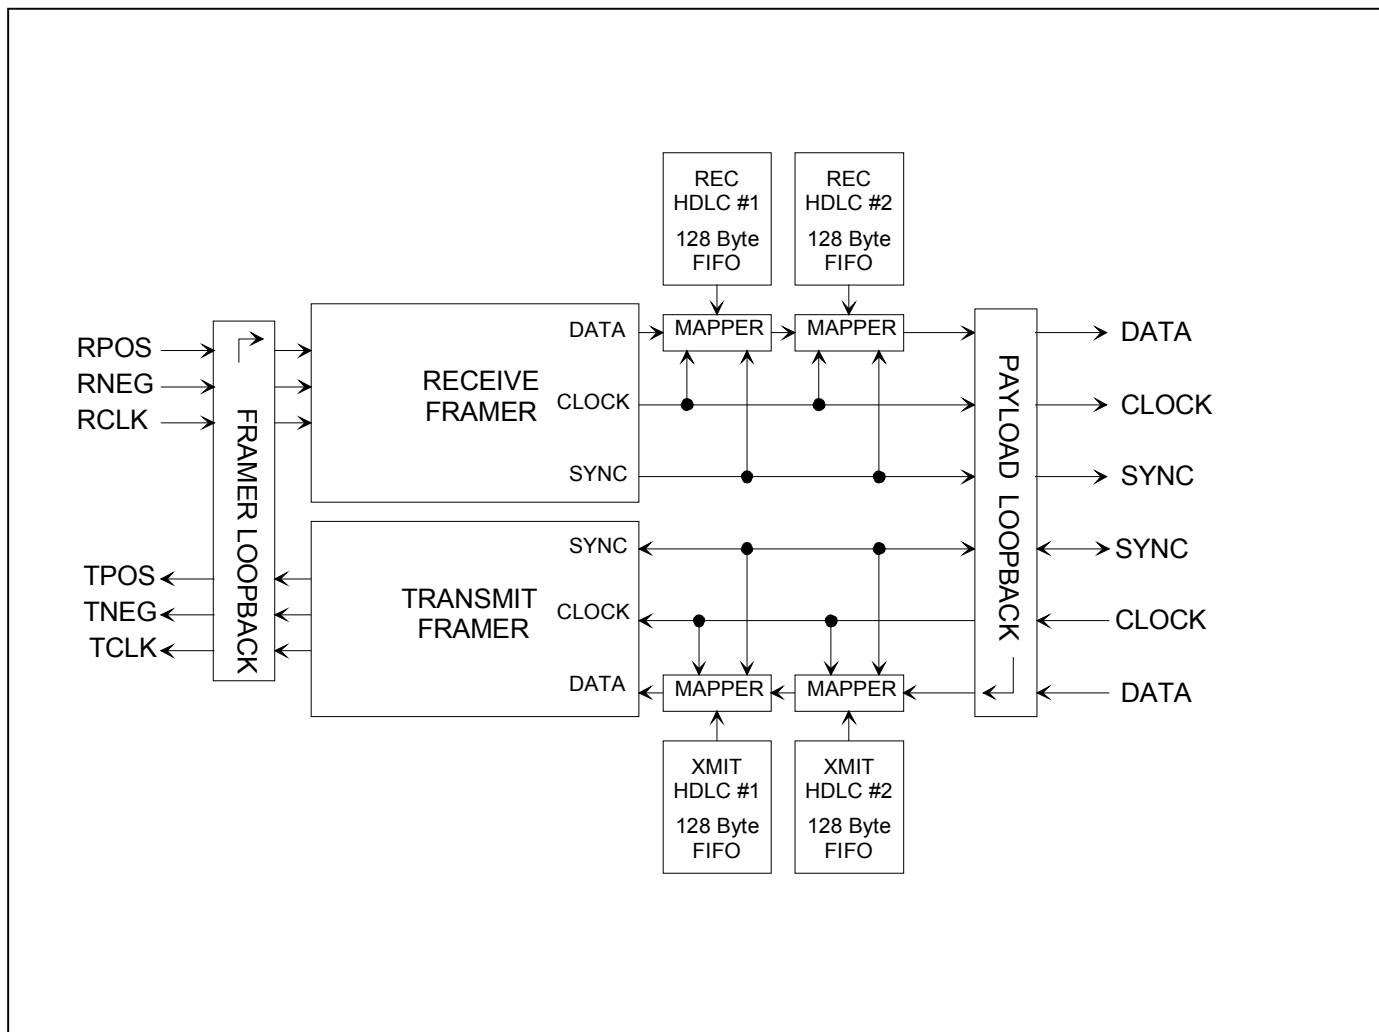 REC
HDLC #1
128 Byte
FIFO
REC
HDLC #2
128 Byte
FIFO
RPOS
RNEG
RCLK
FRAMER LOOPBACK
RECEIVE
FRAMER
DATA
CLOCK
SYNC
MAPPER
MAPPER
PAYLOAD LOOPBACK
DATA
CLOCK
SYNC
TPOS
TNEG
TCLK
TRANSMIT
FRAMER
SYNC
CLOCK
DATA
MAPPER
MAPPER
SYNC
CLOCK
DATA
XMIT
HDLC #1
128 Byte
FIFO
XMIT
HDLC #2
128 Byte
FIFO